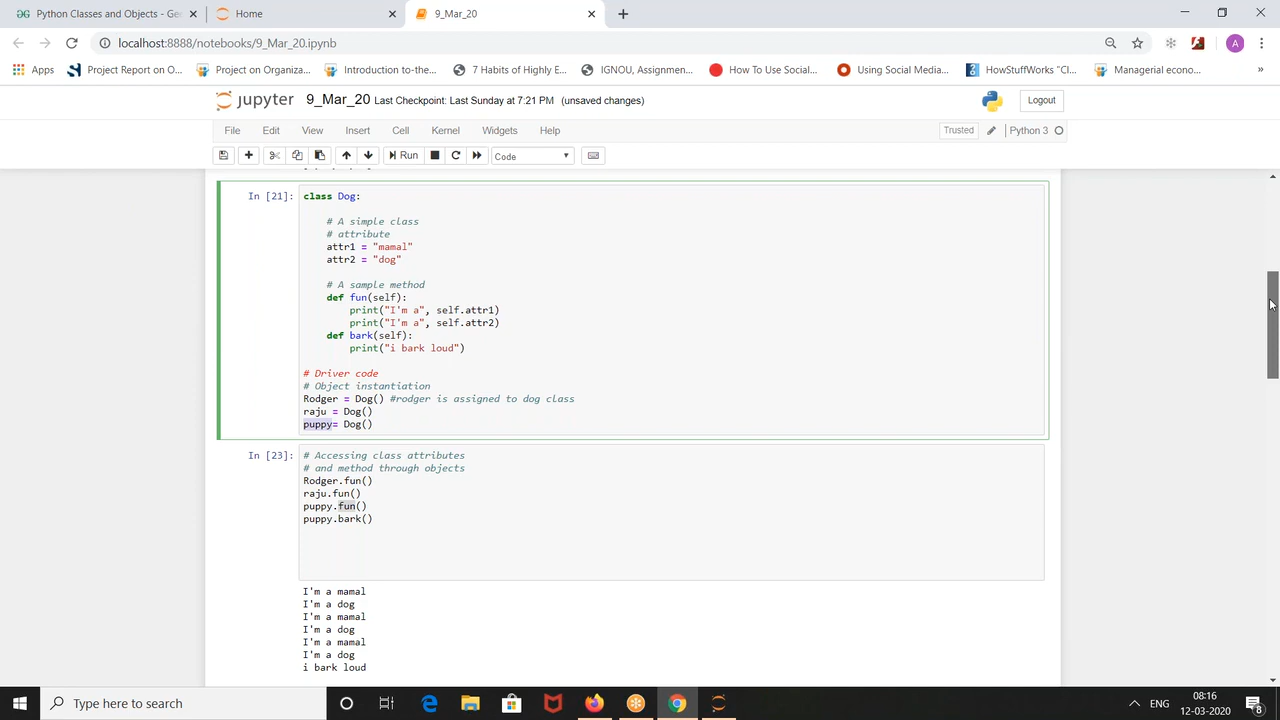 Python Classes and Objects - Ge
Home
9_Mar_20
localhost:8888/notebooks/9_Mar_20.ipynb
A
Apps
Project Report on O...
Project on Organiza...
Introduction to-the...
7 Habits of Highly E...
IGNOU, Assignmen...
How To Use Social...
Using Social Media...
HowStuffWorks "Cl...
Managerial econo...
»
jupyter 9_Mar_20 Last Checkpoint: Last Sunday at 7:21 PM (unsaved changes)
Logout
File Edit View Insert Cell Kernel Widgets Help
Trusted Python 3
Run Code
In [21]: class Dog:
# A simple class
# attribute
attr1 = "mamal"
attr2 = "dog"
# A sample method
def fun(self):
print("I'm a", self.attr1)
print("I'm a", self.attr2)
def bark(self):
print("i bark loud")
# Driver code
# Object instantiation
Rodger = Dog() #rodger is assigned to dog class
raju = Dog()
puppy= Dog()
In [23]: # Accessing class attributes
# and method through objects
Rodger.fun()
raju.fun()
puppy.fun()
puppy.bark()
I'm a mamal
I'm a dog
I'm a mamal
I'm a dog
I'm a mamal
I'm a dog
i bark loud
Type here to search
ENG
08:16
12-03-2020
8